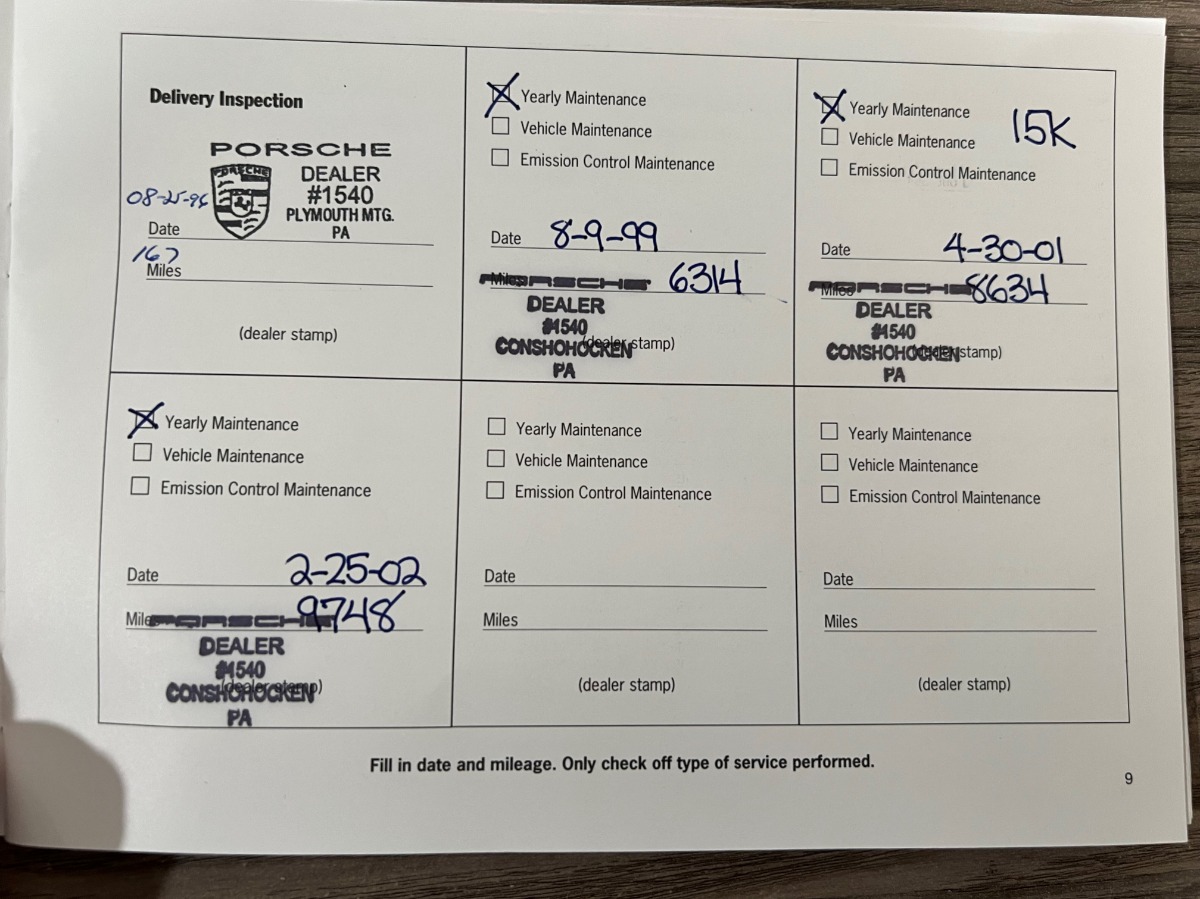 Delivery Inspection
PORSCHE
PORSCHE
DEALER
#1540
PLYMOUTH MTG.
PA
08-25-96
Date
167
Miles
(dealer stamp)
Yearly Maintenance
Vehicle Maintenance
Emission Control Maintenance
Date 8-9-99
Miles 6314
PORSCHE
DEALER
#1540
CONSHOHOCKEN
(dealer stamp)
PA
Yearly Maintenance
15K
Vehicle Maintenance
Emission Control Maintenance
Date 4-30-01
Miles 8634
PORSCHE
DEALER
#1540
CONSHOHOCKEN
(dealer stamp)
PA
Yearly Maintenance
Vehicle Maintenance
Emission Control Maintenance
Date 2-25-02
Miles 9748
PORSCHE
DEALER
#1540
CONSHOHOCKEN
(dealer stamp)
PA
Yearly Maintenance
Vehicle Maintenance
Emission Control Maintenance
Date
Miles
(dealer stamp)
Yearly Maintenance
Vehicle Maintenance
Emission Control Maintenance
Date
Miles
(dealer stamp)
Fill in date and mileage. Only check off type of service performed.
9